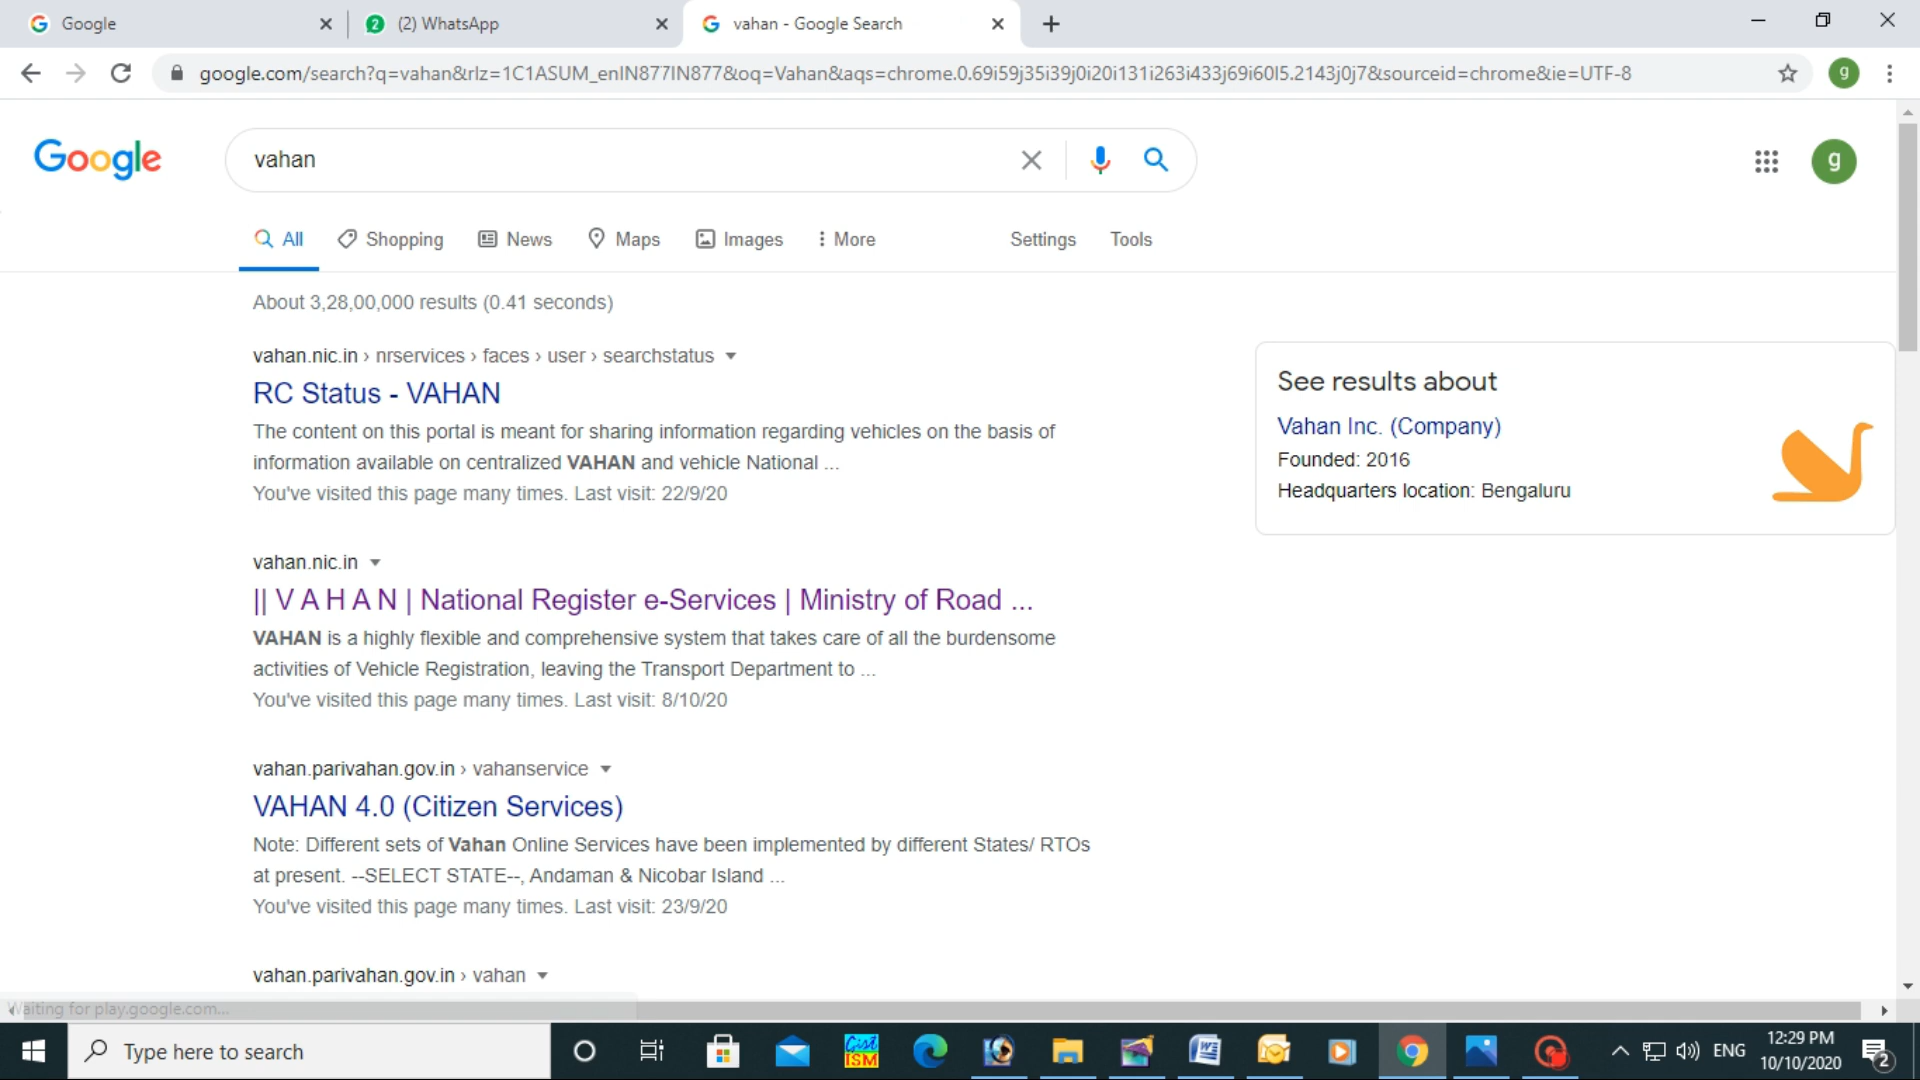 Google
2
(2) WhatsApp
vahan - Google Search
google.com/search?q=vahan&rlz=1C1ASUM_enIN877IN877&oq=Vahan&aqs=chrome.0.69i59j35i39j0i20i131i263i433j69i60l5.2143j0j7&sourceid=chrome&ie=UTF-8
g
Google
vahan
g
All
Shopping
News
Maps
Images
More
Settings
Tools
About 3,28,00,000 results (0.41 seconds)
vahan.nic.in › nrservices › faces › user › searchstatus
RC Status - VAHAN
The content on this portal is meant for sharing information regarding vehicles on the basis of
information available on centralized VAHAN and vehicle National ...
You've visited this page many times. Last visit: 22/9/20
See results about
Vahan Inc. (Company)
Founded: 2016
Headquarters location: Bengaluru
vahan.nic.in
|| V A H A N | National Register e-Services | Ministry of Road ...
VAHAN is a highly flexible and comprehensive system that takes care of all the burdensome
activities of Vehicle Registration, leaving the Transport Department to ...
You've visited this page many times. Last visit: 8/10/20
vahan.parivahan.gov.in › vahanservice
VAHAN 4.0 (Citizen Services)
Note: Different sets of Vahan Online Services have been implemented by different States/ RTOs
at present. --SELECT STATE--, Andaman & Nicobar Island ...
You've visited this page many times. Last visit: 23/9/20
vahan.parivahan.gov.in › vahan
Waiting for play.google.com...
Type here to search
ISM
ENG
12:29 PM
10/10/2020
2